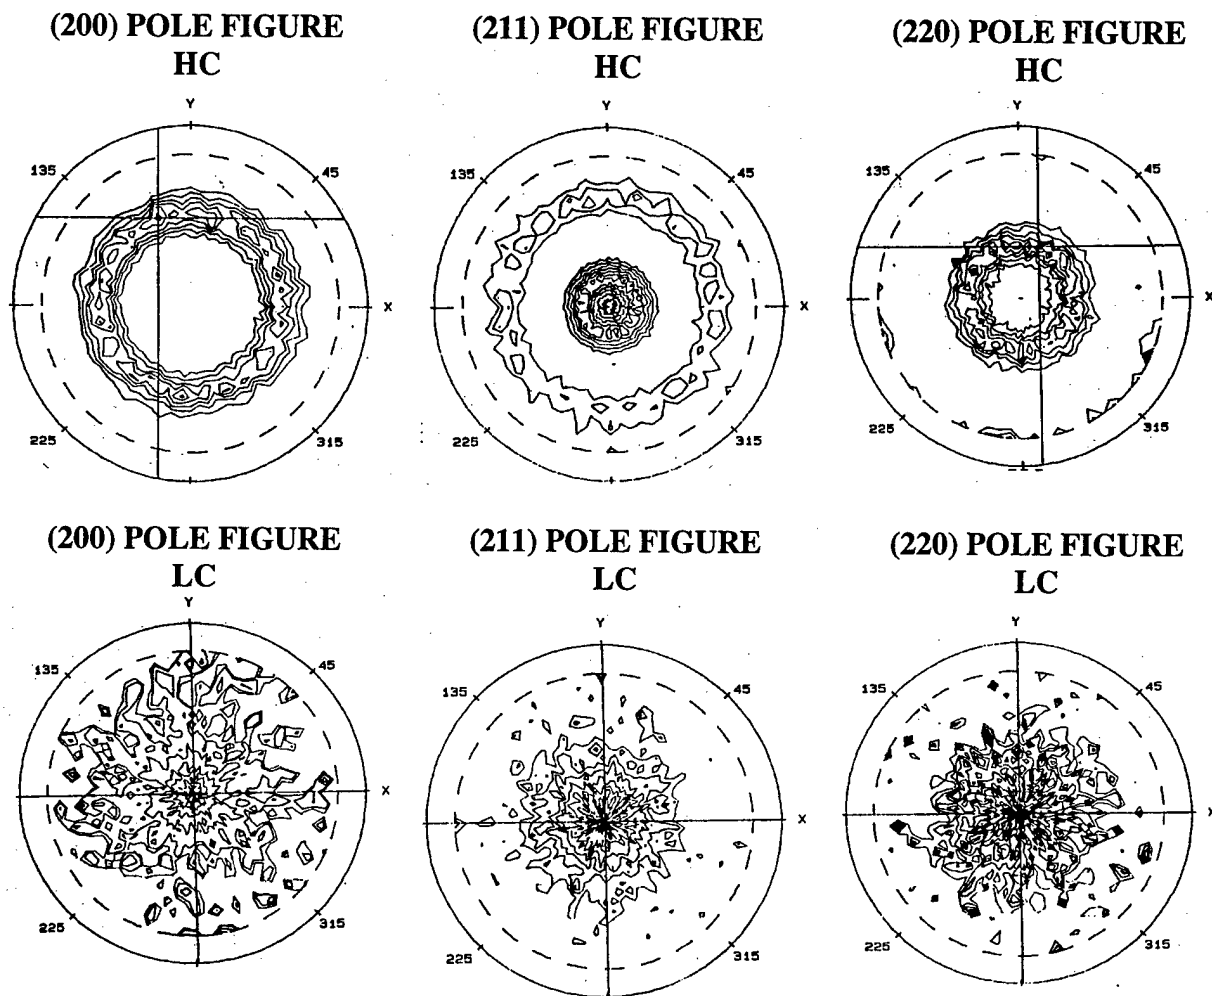 (200) POLE FIGURE
HC
(211) POLE FIGURE
HC
(220) POLE FIGURE
HC
Y
135
45
X
225
315
Y
135
45
X
225
315
Y
135
45
X
225
315
(200) POLE FIGURE
LC
(211) POLE FIGURE
LC
(220) POLE FIGURE
LC
Y
135
45
X
225
315
Y
135
45
X
225
315
Y
135
45
X
225
315